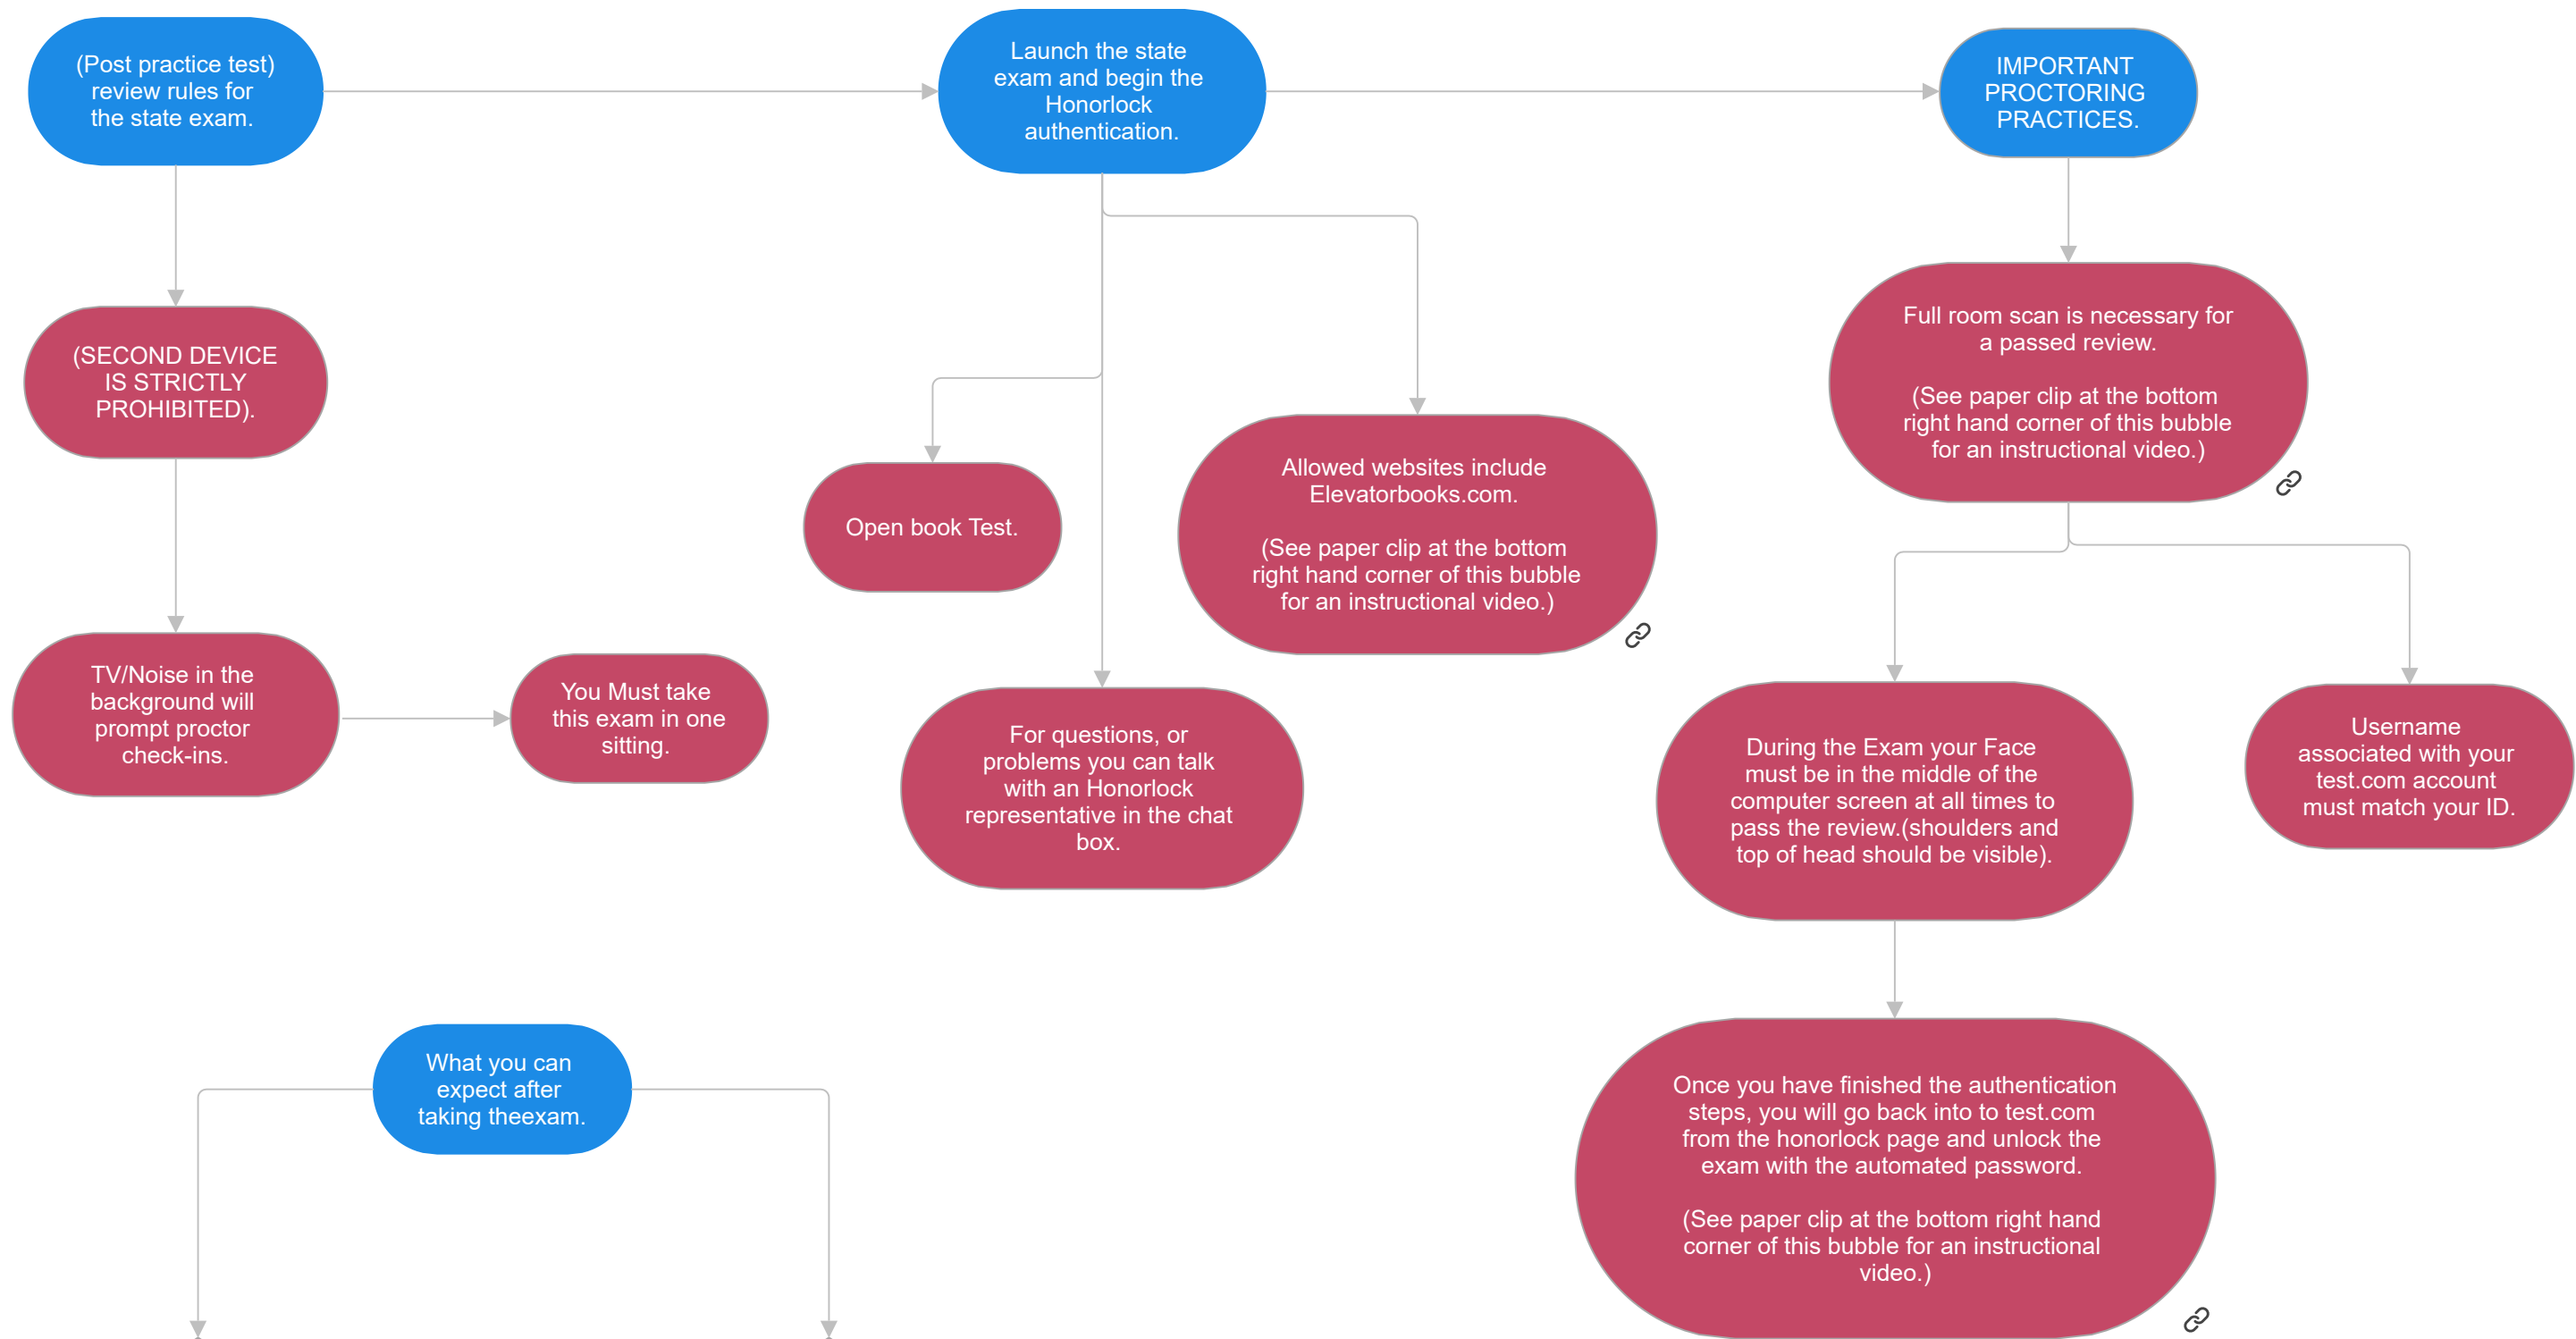 (Post practice test)
review rules for
the state exam.
Launch the state
exam and begin the
Honorlock
authentication.
IMPORTANT
PROCTORING
PRACTICES.
(SECOND DEVICE
IS STRICTLY
PROHIBITED).
Full room scan is necessary for
a passed review.
(See paper clip at the bottom
right hand corner of this bubble
for an instructional video.)
Open book Test.
Allowed websites include
Elevatorbooks.com.
(See paper clip at the bottom
right hand corner of this bubble
for an instructional video.)
TV/Noise in the
background will
prompt proctor
check-ins.
You Must take
this exam in one
sitting.
For questions, or
problems you can talk
with an Honorlock
representative in the chat
box.
During the Exam your Face
must be in the middle of the
computer screen at all times to
pass the review.(shoulders and
top of head should be visible).
Username
associated with your
test.com account
must match your ID.
What you can
expect after
taking theexam.
Once you have finished the authentication
steps, you will go back into to test.com
from the honorlock page and unlock the
exam with the automated password.
(See paper clip at the bottom right hand
corner of this bubble for an instructional
video.)